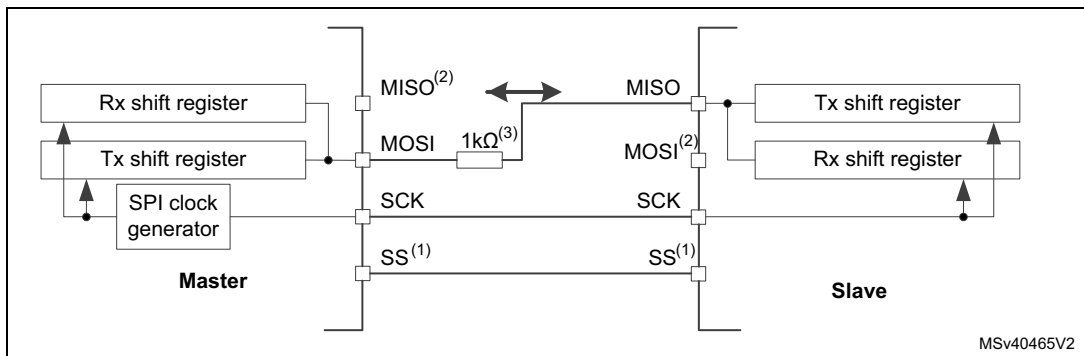 Rx shift register
Tx shift register
SPI clock
generator
Master
MISO(2)
MOSI
1kΩ(3)
SCK
SS(1)
MISO
MOSI(2)
SCK
SS(1)
Tx shift register
Rx shift register
Slave
MSv40465V2